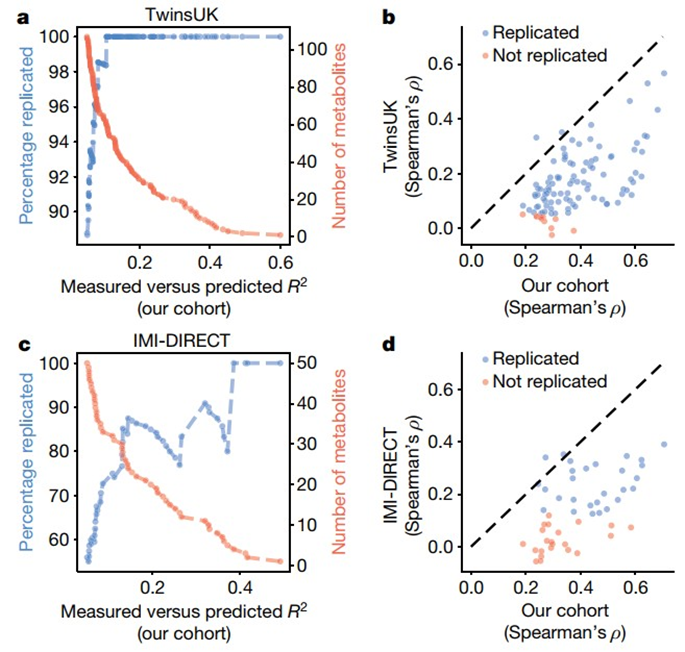 a
TwinsUK
Percentage replicated
100
98
96
94
92
90
100
80
60
40
20
0
Number of metabolites
0.2
0.4
0.6
Measured versus predicted R²
(our cohort)
b
Replicated
Not replicated
TwinsUK
(Spearman's ρ)
0.6
0.4
0.2
0.0
0.0
0.2
0.4
0.6
Our cohort
(Spearman's ρ)
c
IMI-DIRECT
Percentage replicated
100
90
80
70
60
50
40
30
20
10
0
Number of metabolites
0.2
0.4
Measured versus predicted R²
(our cohort)
d
Replicated
Not replicated
IMI-DIRECT
(Spearman's ρ)
0.6
0.4
0.2
0.0
0.0
0.2
0.4
0.6
Our cohort
(Spearman's ρ)